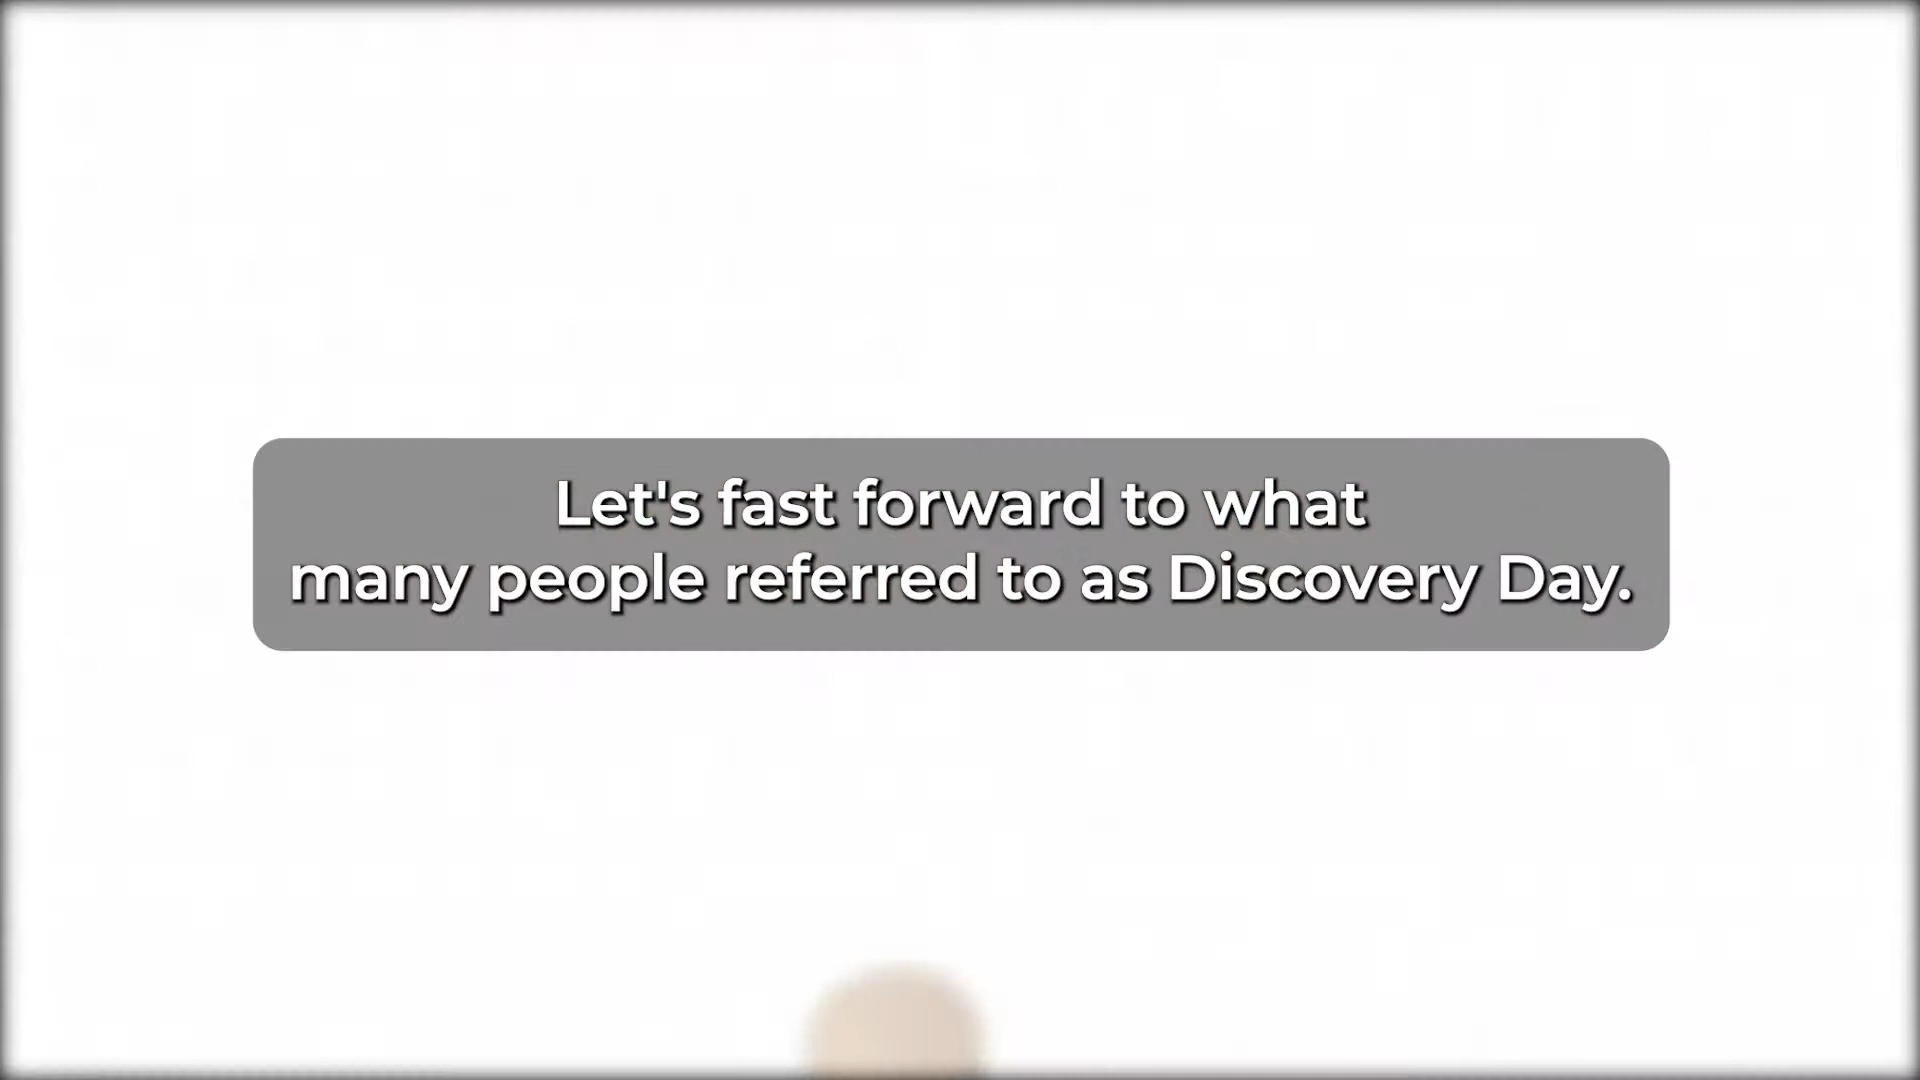 Let's fast forward to what
many people referred to as Discovery Day.